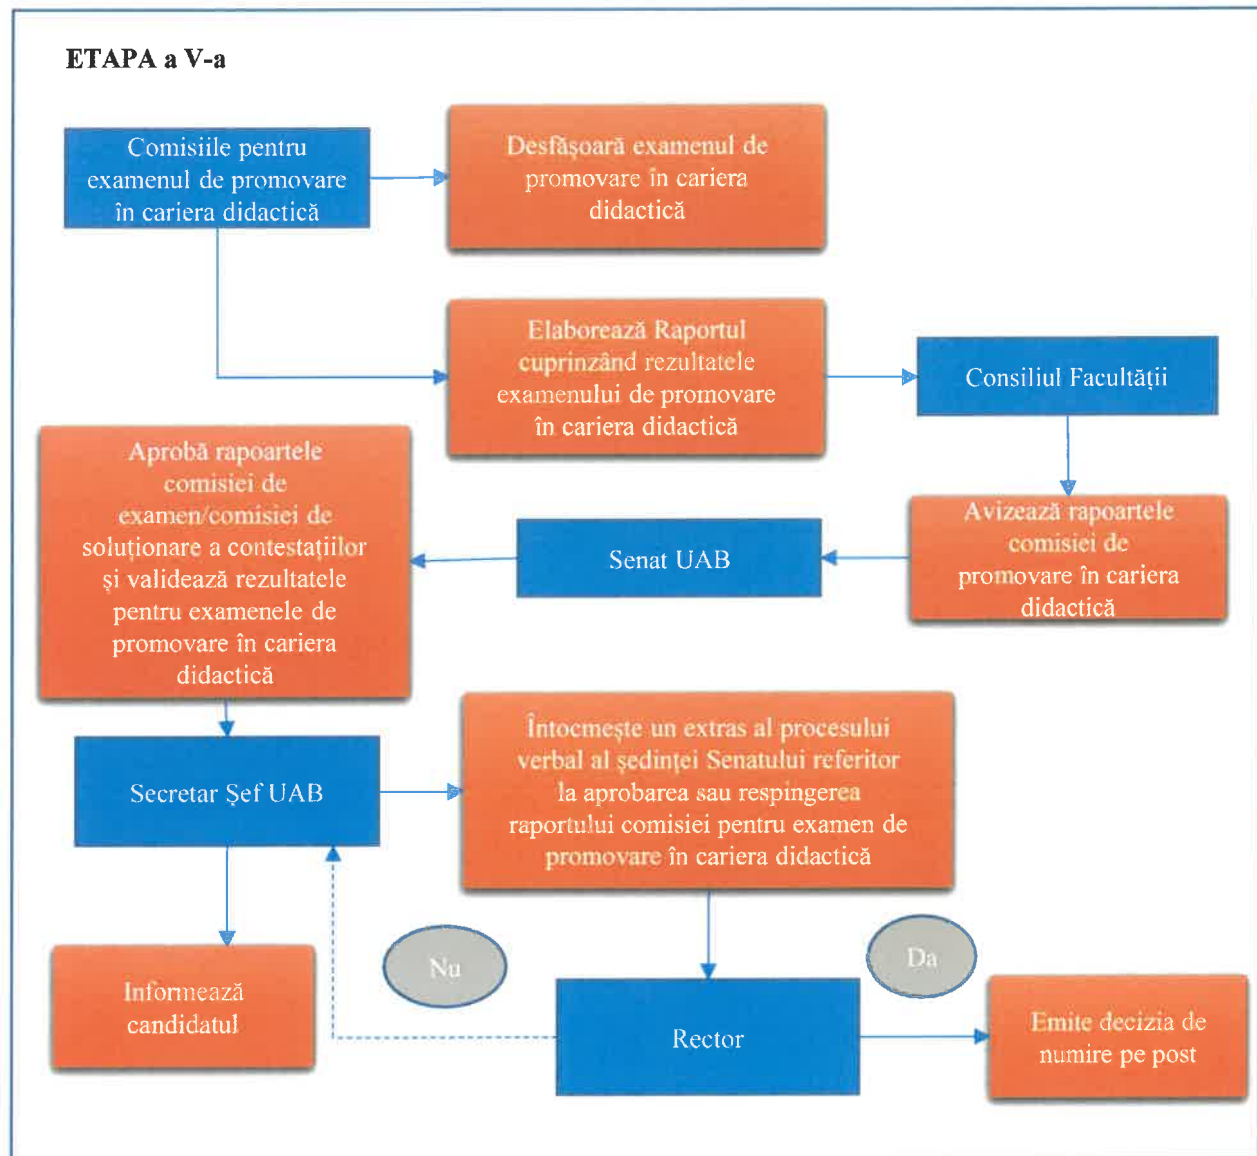 ETAPA a V-a
Comisiile pentru
examenul de promovare
în cariera didactică
Desfășoară examenul de
promovare în cariera
didactică
Elaborează Raportul
cuprinzând rezultatele
examenului de promovare
în cariera didactică
Consiliul Facultății
Avizează rapoartele
comisiei de
promovare în cariera
didactică
Senat UAB
Aprobă rapoartele
comisiei de
examen/comisiei de
soluționare a contestațiilor
și validează rezultatele
pentru examenele de
promovare în cariera
didactică
Secretar Șef UAB
Întocmește un extras al procesului
verbal al ședinței Senatului referitor
la aprobarea sau respingerea
raportului comisiei pentru examen de
promovare în cariera didactică
Informează
candidatul
Nu
Rector
Da
Emite decizia de
numire pe post